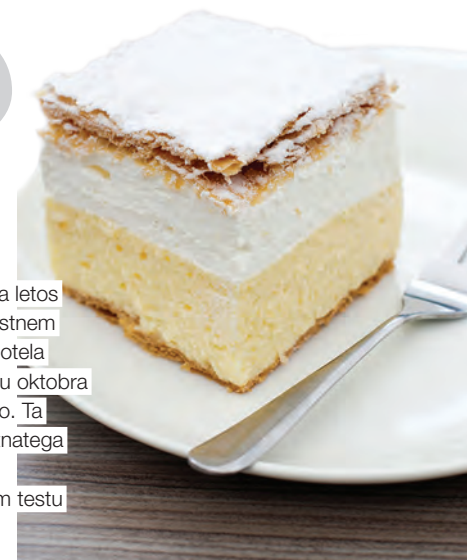 a letos
stnem
otela
u oktobra
o. Ta
natega
m testu